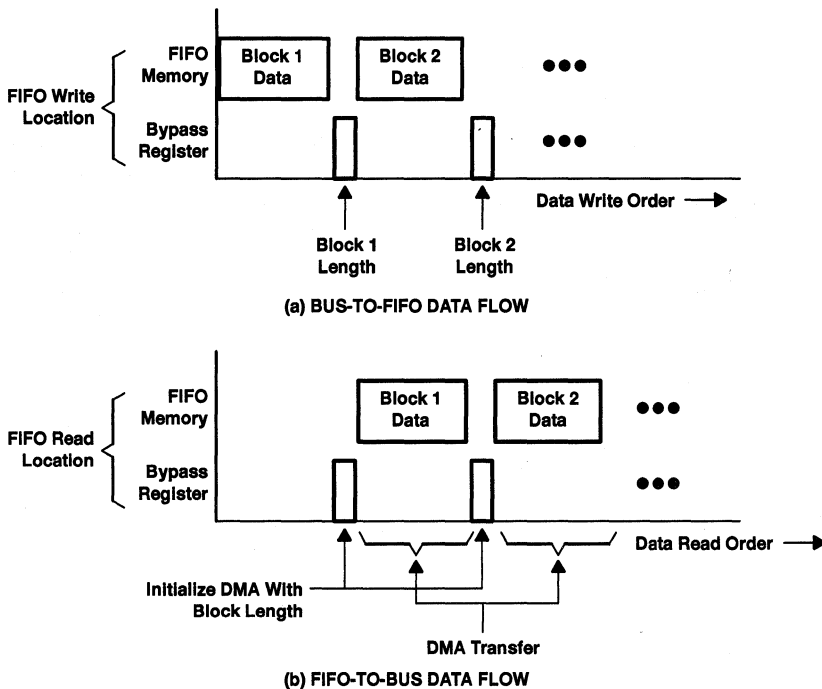 FIFO
Memory
Block 1
Data
Block 2
Data
FIFO Write
Location
Bypass
Register
Data Write Order
Block 1
Length
Block 2
Length
(a) BUS-TO-FIFO DATA FLOW
FIFO
Memory
Block 1
Data
Block 2
Data
FIFO Read
Location
Bypass
Register
Data Read Order
Initialize DMA With
Block Length
DMA Transfer
(b) FIFO-TO-BUS DATA FLOW